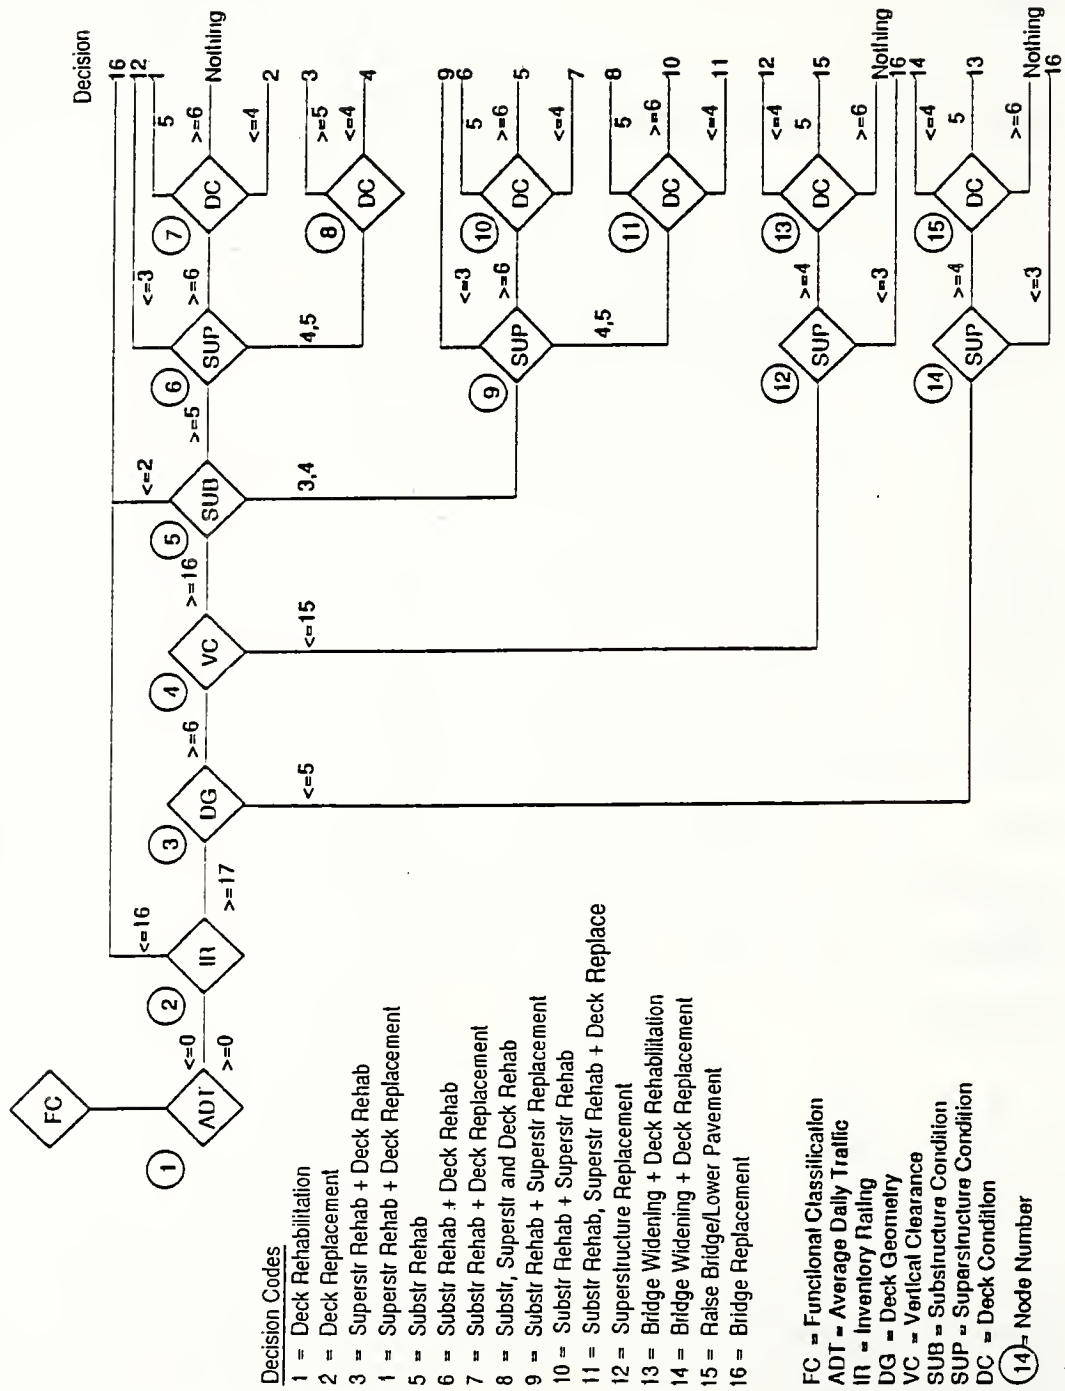 FC
1
ADT
<=0
>=0
2
IR
<=16
>=17
3
DG
>=6
<=5
4
VC
>=16
<=15
5
SUB
<=2
>=5
3,4
6
SUP
<=3
>=6
4,5
7
DC
5
>=6
<=4
8
DC
>=5
<=4
9
SUP
<=3
>=6
4,5
10
DC
5
>=6
<=4
11
DC
5
>=6
<=4
12
SUP
>=4
<=3
13
DC
<=4
5
>=6
14
SUP
>=4
<=3
15
DC
<=4
5
>=6
Decision
16
12
1
Nothing
2
3
4
9
6
5
7
8
10
11
12
15
Nothing
16
14
13
Nothing
16
Decision Codes
1 = Deck Rehabilitation
2 = Deck Replacement
3 = Superstr Rehab + Deck Rehab
1 = Superstr Rehab + Deck Replacement
5 = Substr Rehab
6 = Substr Rehab + Deck Rehab
7 = Substr Rehab + Deck Replacement
8 = Substr, Superstr and Deck Rehab
9 = Substr Rehab + Superstr Replacement
10 = Substr Rehab + Superstr Rehab
11 = Substr Rehab, Superstr Rehab + Deck Replace
12 = Superstructure Replacement
13 = Bridge Widening + Deck Rehabilitation
14 = Bridge Widening + Deck Replacement
15 = Raise Bridge/Lower Pavement
16 = Bridge Replacement
FC = Functional Classification
ADT = Average Daily Traffic
IR = Inventory Rating
DG = Deck Geometry
VC = Vertical Clearance
SUB = Substructure Condition
SUP = Superstructure Condition
DC = Deck Condition
14 = Node Number